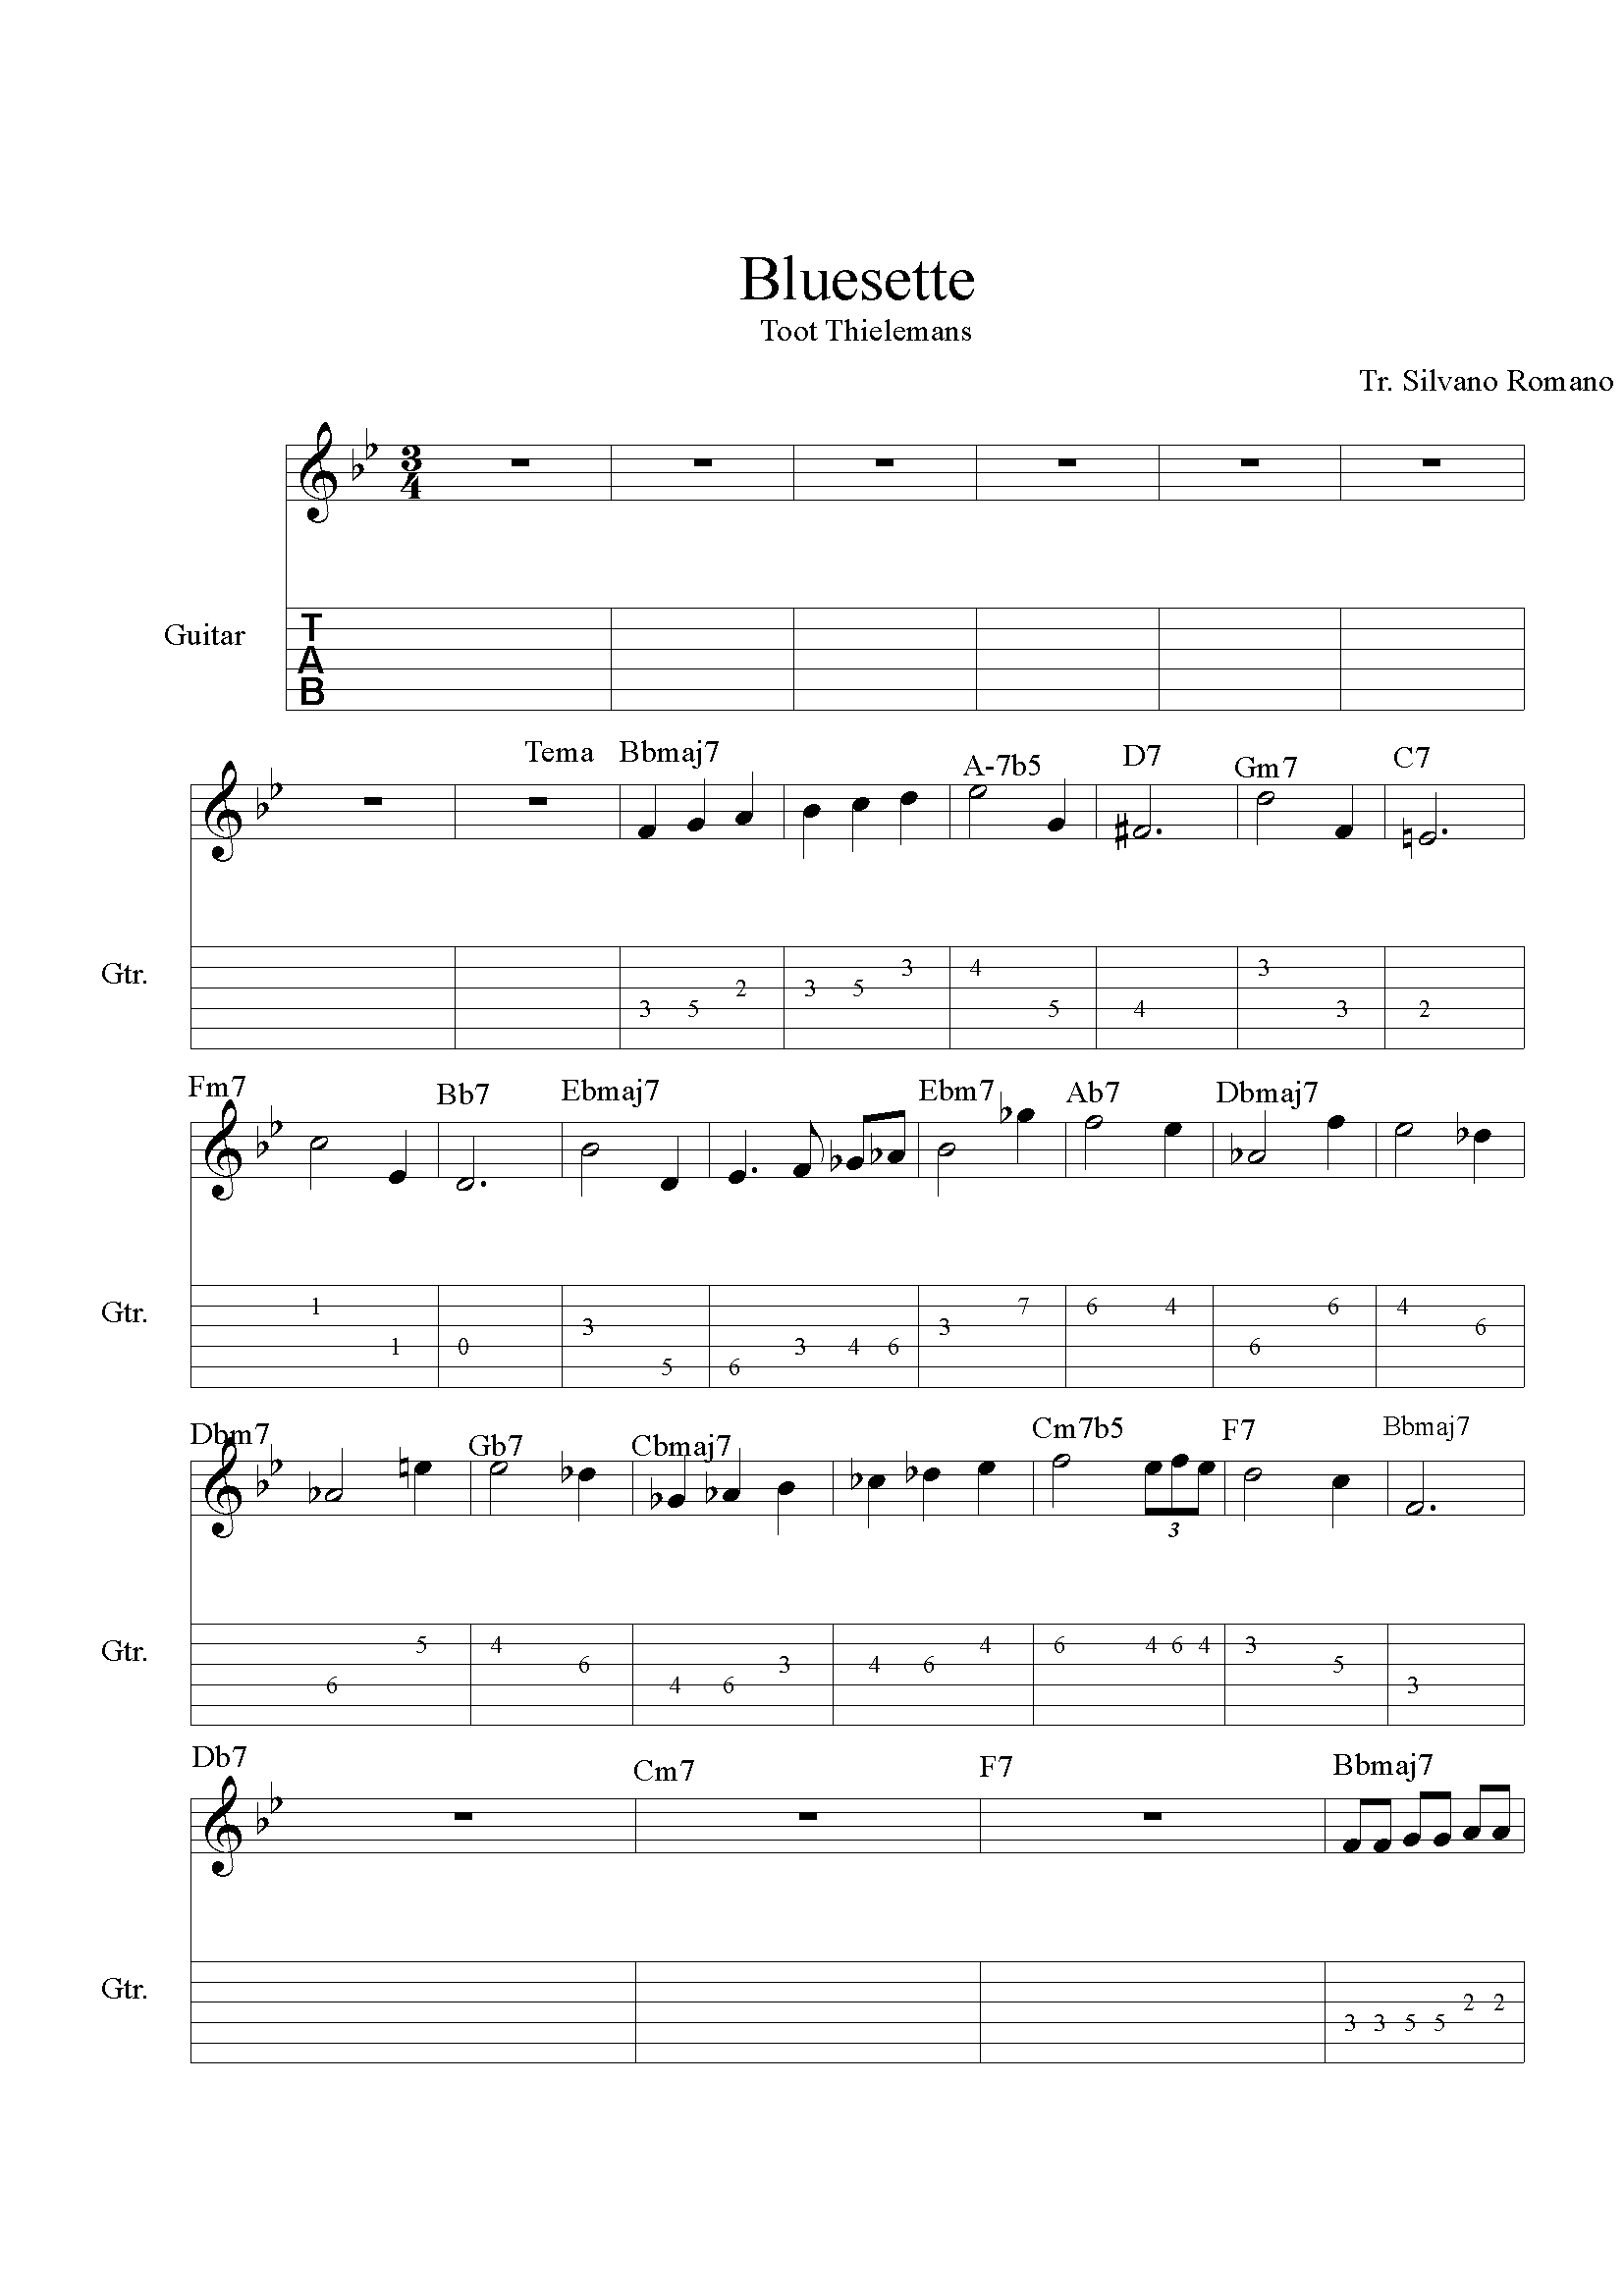 Bluesette
Toot Thielemans
Tr. Silvano Romano
3
4
Guitar
T
A
B
Tema Bbmaj7 A-7b5 D7 Gm7 C7
Gtr.
3 4 3
2 3 5
3 5 5 4 3 2
Fm7 Bb7 Ebmaj7 Ebm7 Ab7 Dbmaj7
Gtr.
1 7 6 4 6 4
3 3 6
1 0 3 4 6 6
5 6
Dbm7 Gb7 Cbmaj7 Cm7b5 F7 Bbmaj7
3
Gtr.
5 4 4 6 4 6 4 3
6 3 4 6 5
6 4 6 3
Db7 Cm7 F7 Bbmaj7
Gtr.
2 2
3 3 5 5